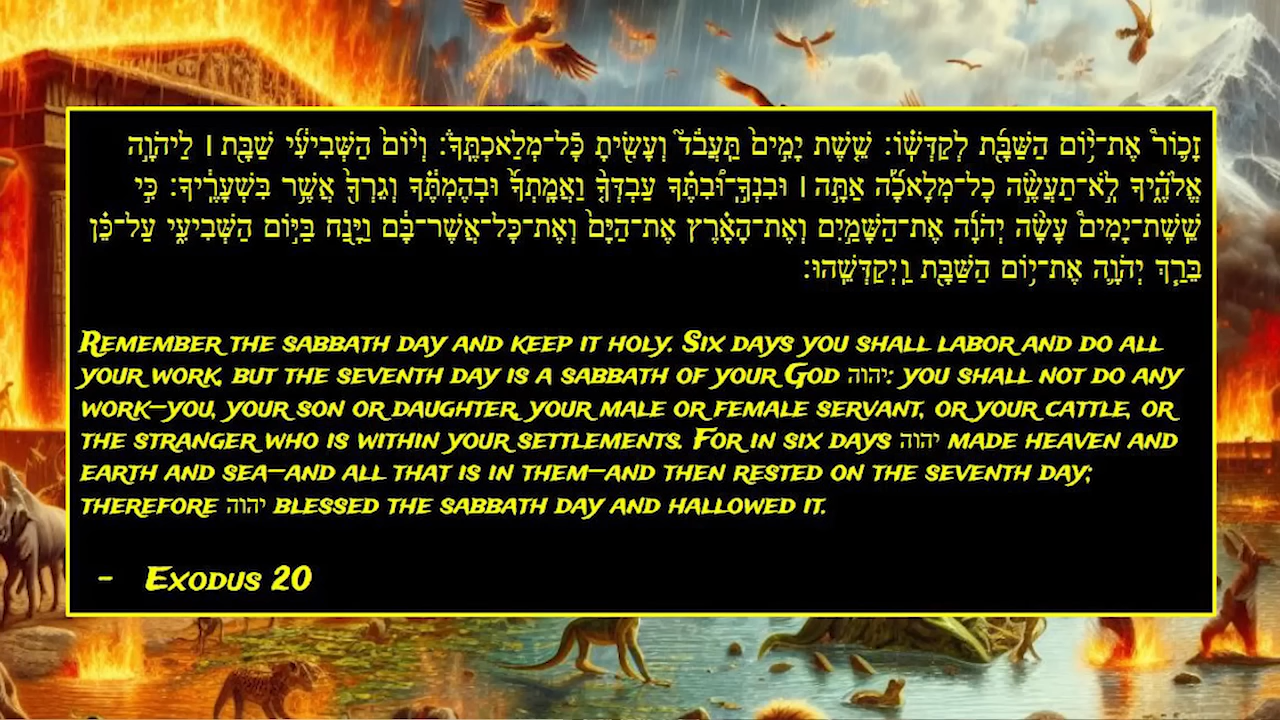 זָכ֛וֹר֩ אֶת־י֥֨וֹם הַשַּׁבָּ֖֜ת לְקַדְּשֽׁ֗וֹ׃ שֵׁ֤֣שֶׁת יָמִ֣ים֙ תַּֽעֲבֹ֔ד֮ וְעָשִׂ֖יתָ כׇּֿל־מְלַאכְתֶּֽךָ֒׃ וְי֨וֹם֙ הַשְּׁבִיעִ֔֜י שַׁבָּ֖ת ׀ לַיהֹוָ֣ה
אֱלֹהֶ֑֗יךָ לֹֽ֣א־תַעֲשֶׂ֣֨ה כׇל־מְלָאכָ֡֜ה אַתָּ֣ה ׀ וּבִנְךָֽ֣־וּ֠בִתֶּ֗ךָ עַבְדְּךָ֤֨ וַאֲמָֽתְךָ֜֙ וּבְהֶמְתֶּ֔ךָ וְגֵרְךָ֖֙ אֲשֶׁ֥֣ר בִּשְׁעָרֶֽ֔יךָ׃ כִּ֣י
שֵֽׁשֶׁת־יָמִים֩ עָשָׂ֨ה יְהֹוָ֜ה אֶת־הַשָּׁמַ֣יִם וְאֶת־הָאָ֗רֶץ אֶת־הַיָּם֙ וְאֶת־כׇּל־אֲשֶׁר־בָּ֔ם וַיָּ֖נַח בַּיּ֣וֹם הַשְּׁבִיעִ֑י עַל־כֵּ֗ן
בֵּרַ֧ךְ יְהֹוָ֛ה אֶת־י֥וֹם הַשַּׁבָּ֖ת וַֽיְקַדְּשֵֽׁהוּ׃
Remember the sabbath day and keep it holy. Six days you shall labor and do all
your work, but the seventh day is a sabbath of your God יהוה: you shall not do any
work—you, your son or daughter, your male or female servant, or your cattle, or
the stranger who is within your settlements. For in six days יהוה made heaven and
earth and sea—and all that is in them—and then rested on the seventh day;
therefore יהוה blessed the sabbath day and hallowed it.
- Exodus 20